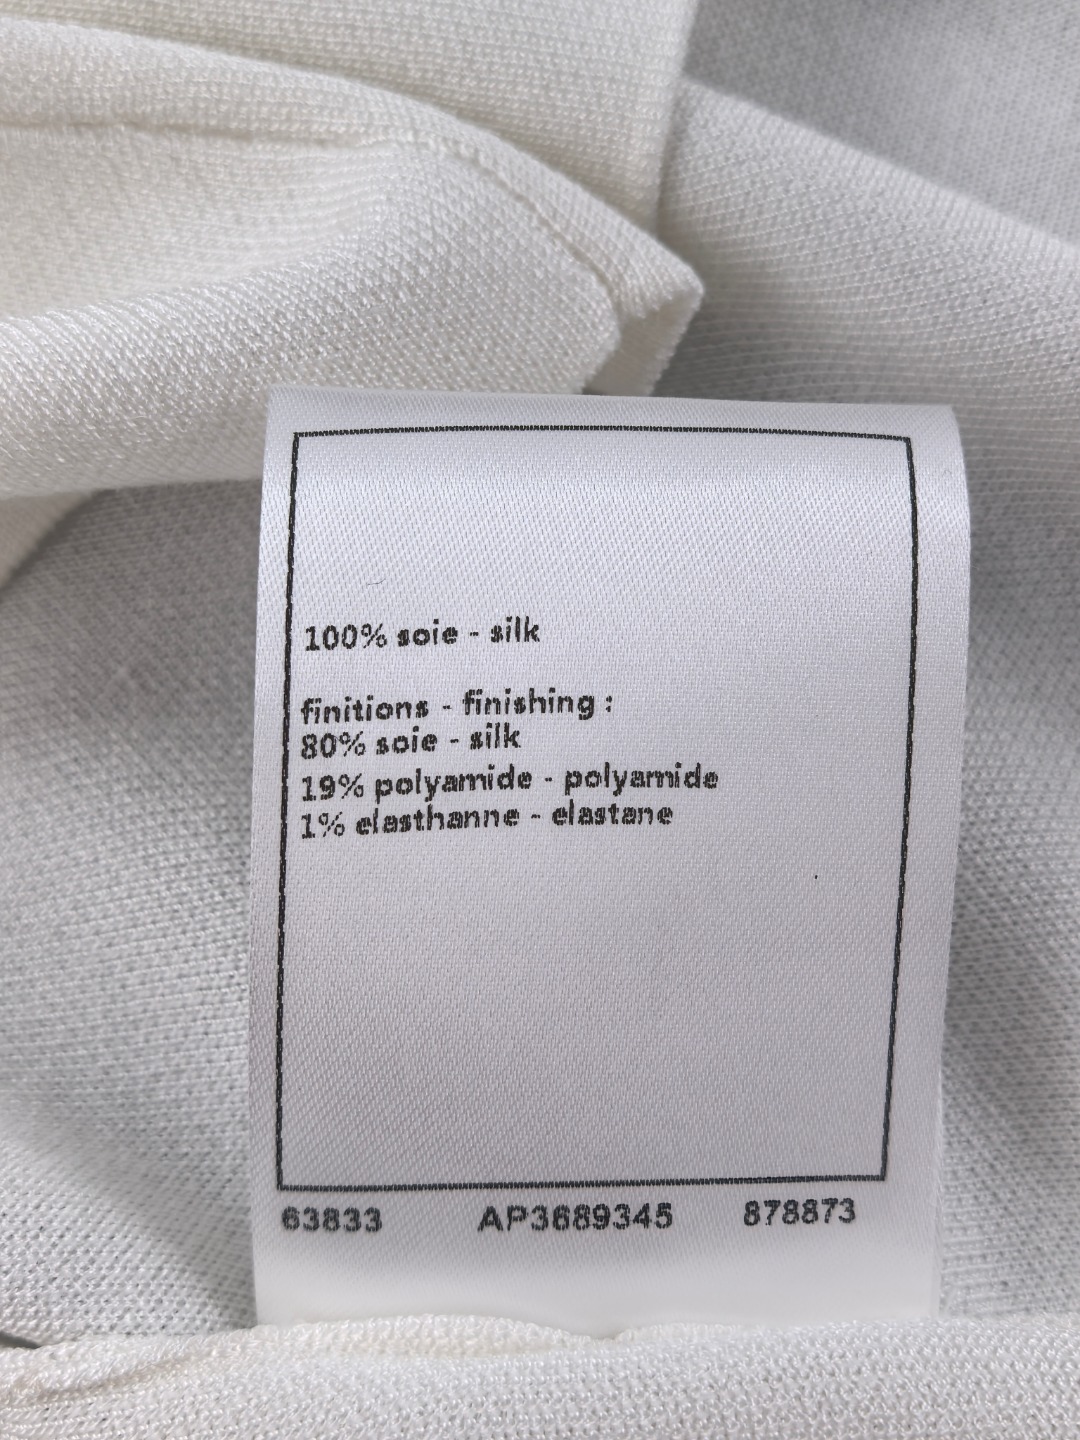 100% soie - silk
finitions - finishing :
80% soie - silk
19% polyamide - polyamide
1% elasthanne - elastane
63833 AP3689345 878873